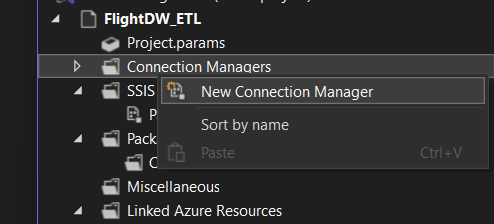 FlightDW_ETL
Project.params
Connection Managers
SSIS
New Connection Manager
P
Sort by name
Pack
Paste Ctrl+V
C
Miscellaneous
Linked Azure Resources